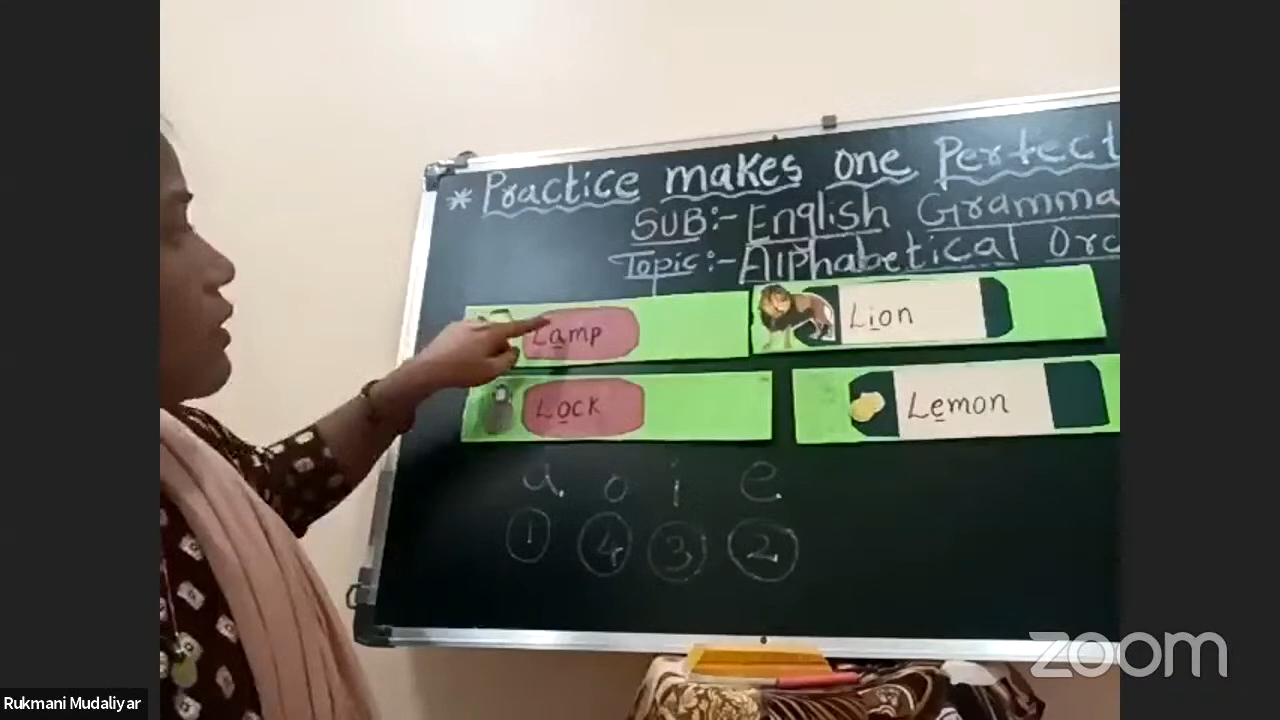 * Practice makes one Perfect
SUB:- English Gramma
Topic:- Alphabetical Orc
Lamp
Lion
Lock
Lemon
a o i e
1 4 3 2
zoom
Rukmani Mudaliyar